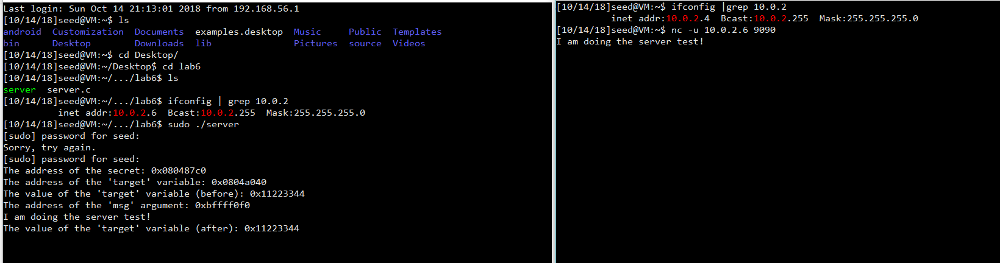 Last login: Sun Oct 14 21:13:01 2018 from 192.168.56.1
[10/14/18]seed@VM:~$ ls
android  Customization  Documents  examples.desktop  Music     Public  Templates
bin      Desktop        Downloads  lib               Pictures  source  Videos
[10/14/18]seed@VM:~$ cd Desktop/
[10/14/18]seed@VM:~/Desktop$ cd lab6
[10/14/18]seed@VM:~/.../lab6$ ls
server  server.c
[10/14/18]seed@VM:~/.../lab6$ ifconfig | grep 10.0.2
          inet addr:10.0.2.6  Bcast:10.0.2.255  Mask:255.255.255.0
[10/14/18]seed@VM:~/.../lab6$ sudo ./server
[sudo] password for seed:
Sorry, try again.
[sudo] password for seed:
The address of the secret: 0x080487c0
The address of the 'target' variable: 0x0804a040
The value of the 'target' variable (before): 0x11223344
The address of the 'msg' argument: 0xbffff0f0
I am doing the server test!
The value of the 'target' variable (after): 0x11223344
[10/14/18]seed@VM:~$ ifconfig |grep 10.0.2
          inet addr:10.0.2.4  Bcast:10.0.2.255  Mask:255.255.255.0
[10/14/18]seed@VM:~$ nc -u 10.0.2.6 9090
I am doing the server test!